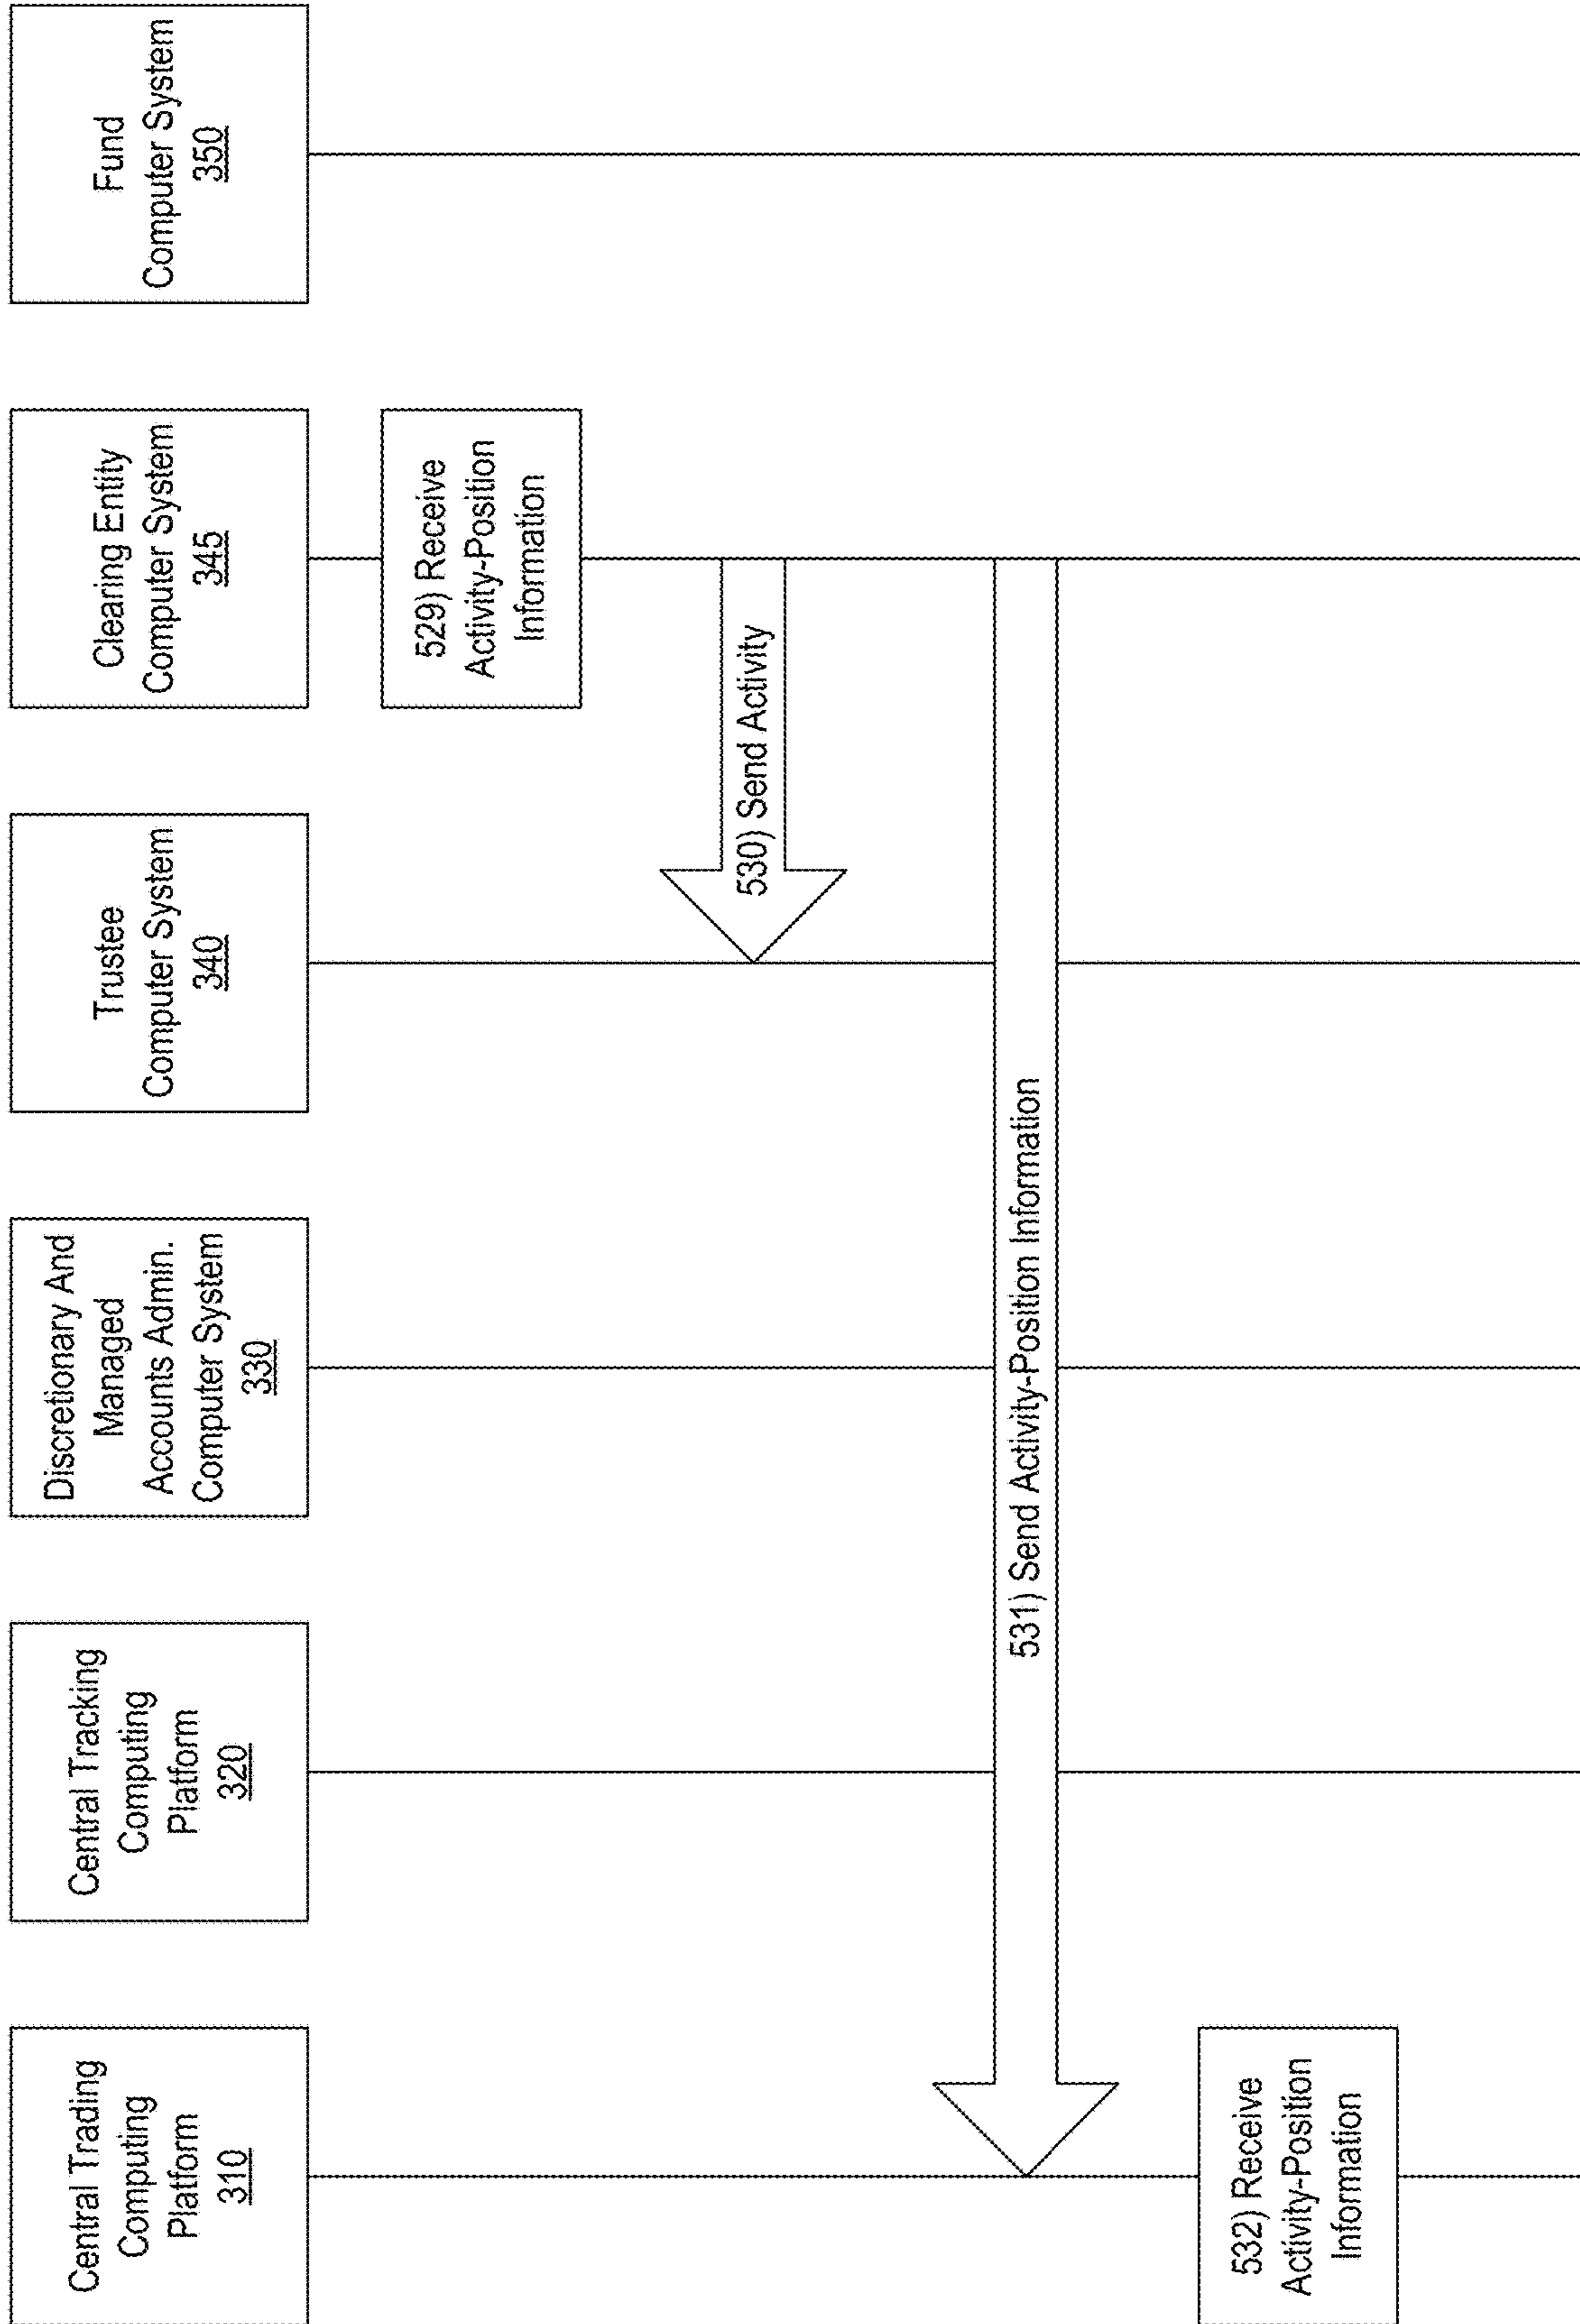 Central Trading
Computing
Platform
310
Central Tracking
Computing
Platform
320
Discretionary And
Managed
Accounts Admin.
Computer System
330
Trustee
Computer System
340
Clearing Entity
Computer System
345
Fund
Computer System
350
529) Receive
Activity-Position
Information
530) Send Activity
531) Send Activity-Position Information
532) Receive
Activity-Position
Information